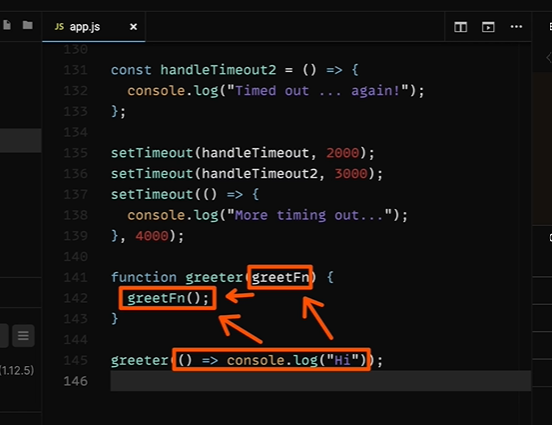 JS app.js ×
130
131 const handleTimeout2 = () => {
132 console.log("Timed out ... again!");
133 };
134
135 setTimeout(handleTimeout, 2000);
136 setTimeout(handleTimeout2, 3000);
137 setTimeout(() => {
138 console.log("More timing out...");
139 }, 4000);
140
141 function greeter(greetFn) {
142 greetFn();
143 }
144
145 greeter(() => console.log("Hi"));
146
(1.12.5)